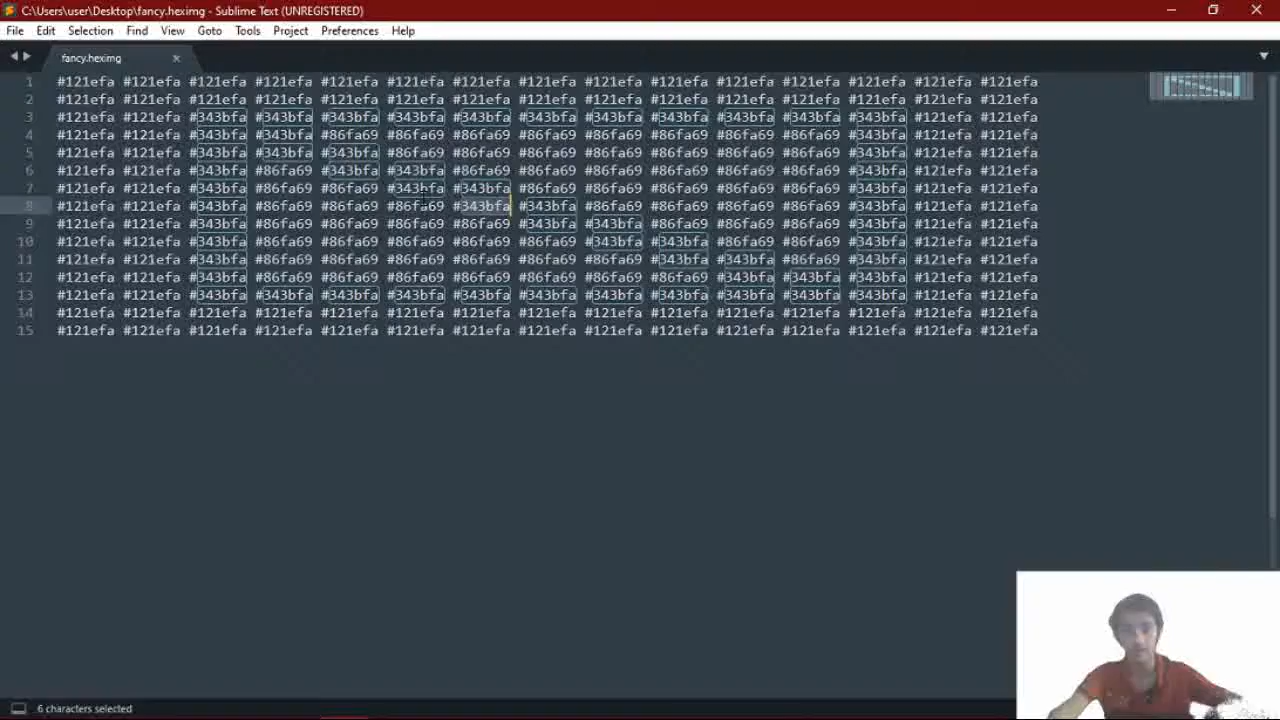 C:\Users\user\Desktop\fancy.heximg - Sublime Text (UNREGISTERED)
File Edit Selection Find View Goto Tools Project Preferences Help
fancy.heximg
1 #121efa #121efa #121efa #121efa #121efa #121efa #121efa #121efa #121efa #121efa #121efa #121efa #121efa #121efa #121efa
2 #121efa #121efa #121efa #121efa #121efa #121efa #121efa #121efa #121efa #121efa #121efa #121efa #121efa #121efa #121efa
3 #121efa #121efa #343bfa #343bfa #343bfa #343bfa #343bfa #343bfa #343bfa #343bfa #343bfa #343bfa #343bfa #121efa #121efa
4 #121efa #121efa #343bfa #343bfa #86fa69 #86fa69 #86fa69 #86fa69 #86fa69 #86fa69 #86fa69 #86fa69 #343bfa #121efa #121efa
5 #121efa #121efa #343bfa #343bfa #343bfa #86fa69 #86fa69 #86fa69 #86fa69 #86fa69 #86fa69 #86fa69 #343bfa #121efa #121efa
6 #121efa #121efa #343bfa #86fa69 #343bfa #343bfa #86fa69 #86fa69 #86fa69 #86fa69 #86fa69 #86fa69 #343bfa #121efa #121efa
7 #121efa #121efa #343bfa #86fa69 #86fa69 #343bfa #343bfa #86fa69 #86fa69 #86fa69 #86fa69 #86fa69 #343bfa #121efa #121efa
8 #121efa #121efa #343bfa #86fa69 #86fa69 #86fa69 #343bfa #343bfa #86fa69 #86fa69 #86fa69 #86fa69 #343bfa #121efa #121efa
9 #121efa #121efa #343bfa #86fa69 #86fa69 #86fa69 #86fa69 #343bfa #343bfa #86fa69 #86fa69 #86fa69 #343bfa #121efa #121efa
10 #121efa #121efa #343bfa #86fa69 #86fa69 #86fa69 #86fa69 #86fa69 #343bfa #343bfa #86fa69 #86fa69 #343bfa #121efa #121efa
11 #121efa #121efa #343bfa #86fa69 #86fa69 #86fa69 #86fa69 #86fa69 #86fa69 #343bfa #343bfa #86fa69 #343bfa #121efa #121efa
12 #121efa #121efa #343bfa #86fa69 #86fa69 #86fa69 #86fa69 #86fa69 #86fa69 #86fa69 #343bfa #343bfa #343bfa #121efa #121efa
13 #121efa #121efa #343bfa #343bfa #343bfa #343bfa #343bfa #343bfa #343bfa #343bfa #343bfa #343bfa #343bfa #121efa #121efa
14 #121efa #121efa #121efa #121efa #121efa #121efa #121efa #121efa #121efa #121efa #121efa #121efa #121efa #121efa #121efa
15 #121efa #121efa #121efa #121efa #121efa #121efa #121efa #121efa #121efa #121efa #121efa #121efa #121efa #121efa #121efa
6 characters selected